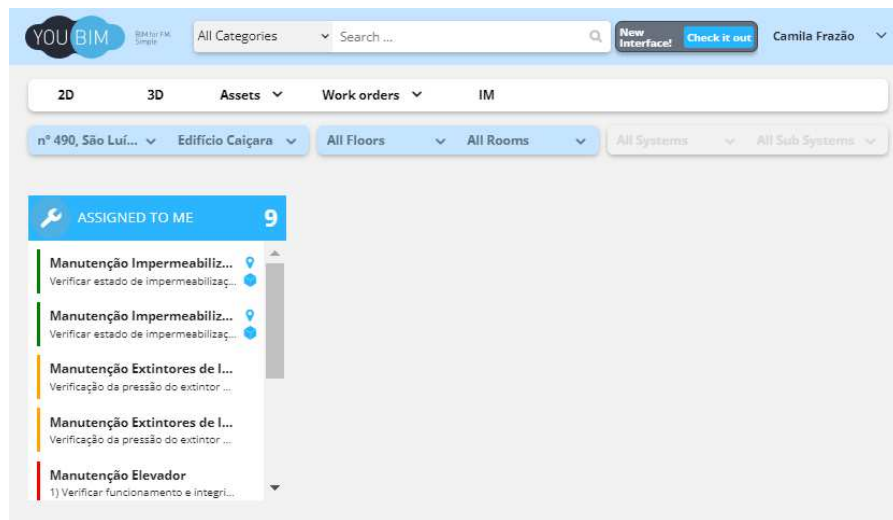 YOU BIM
BIM for FM.
Simple
All Categories
Search ...
New
Interface!
Check it out
Camila Frazão
2D
3D
Assets
Work orders
IM
n° 490, São Luí...
Edifício Caiçara
All Floors
All Rooms
All Systems
All Sub Systems
ASSIGNED TO ME
9
Manutenção Impermeabiliz...
Verificar estado de impermeabilizaç...
Manutenção Impermeabiliz...
Verificar estado de impermeabilizaç...
Manutenção Extintores de I...
Verificação da pressão do extintor ...
Manutenção Extintores de I...
Verificação da pressão do extintor ...
Manutenção Elevador
1) Verificar funcionamento e integri...